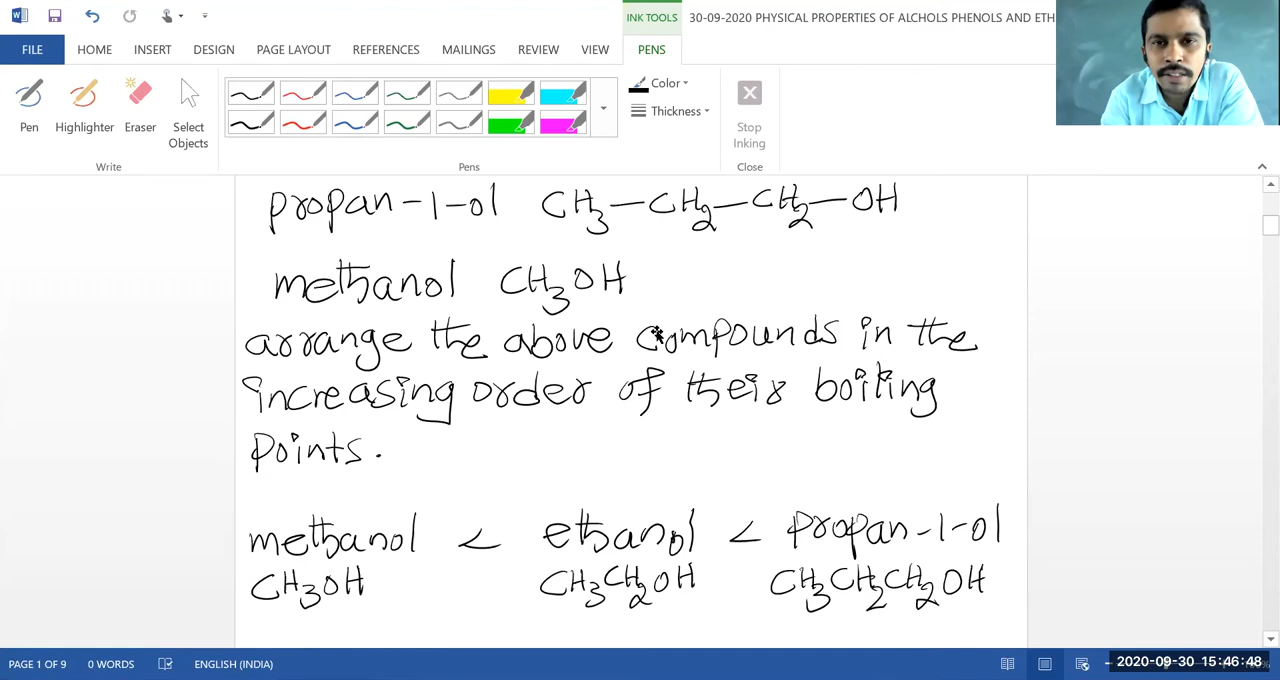 INK TOOLS
30-09-2020 PHYSICAL PROPERTIES OF ALCHOLS PHENOLS AND ETH
FILE HOME INSERT DESIGN PAGE LAYOUT REFERENCES MAILINGS REVIEW VIEW PENS
Pen Highlighter Eraser Select Objects
Color
Thickness
Stop Inking
Write Pens Close
propan-1-ol CH3-CH2-CH2-OH
methanol CH3OH
arrange the above compounds in the
increasing order of their boiling
points.
methanol < ethanol < propan-1-ol
CH3OH CH3CH2OH CH3CH2CH2OH
PAGE 1 OF 9 0 WORDS ENGLISH (INDIA)
2020-09-30 15:46:48